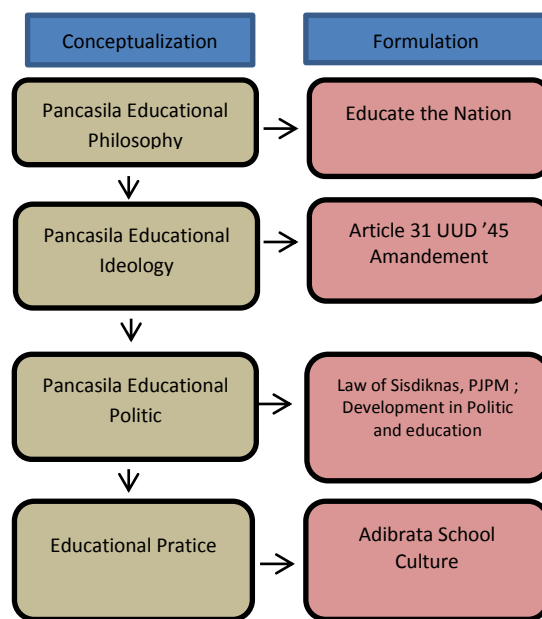 Conceptualization
Formulation
Pancasila Educational
Philosophy
Educate the Nation
Pancasila Educational
Ideology
Article 31 UUD ’45
Amandement
Pancasila Educational
Politic
Law of Sisdiknas, PJPM ;
Development in Politic
and education
Educational Pratice
Adibrata School
Culture